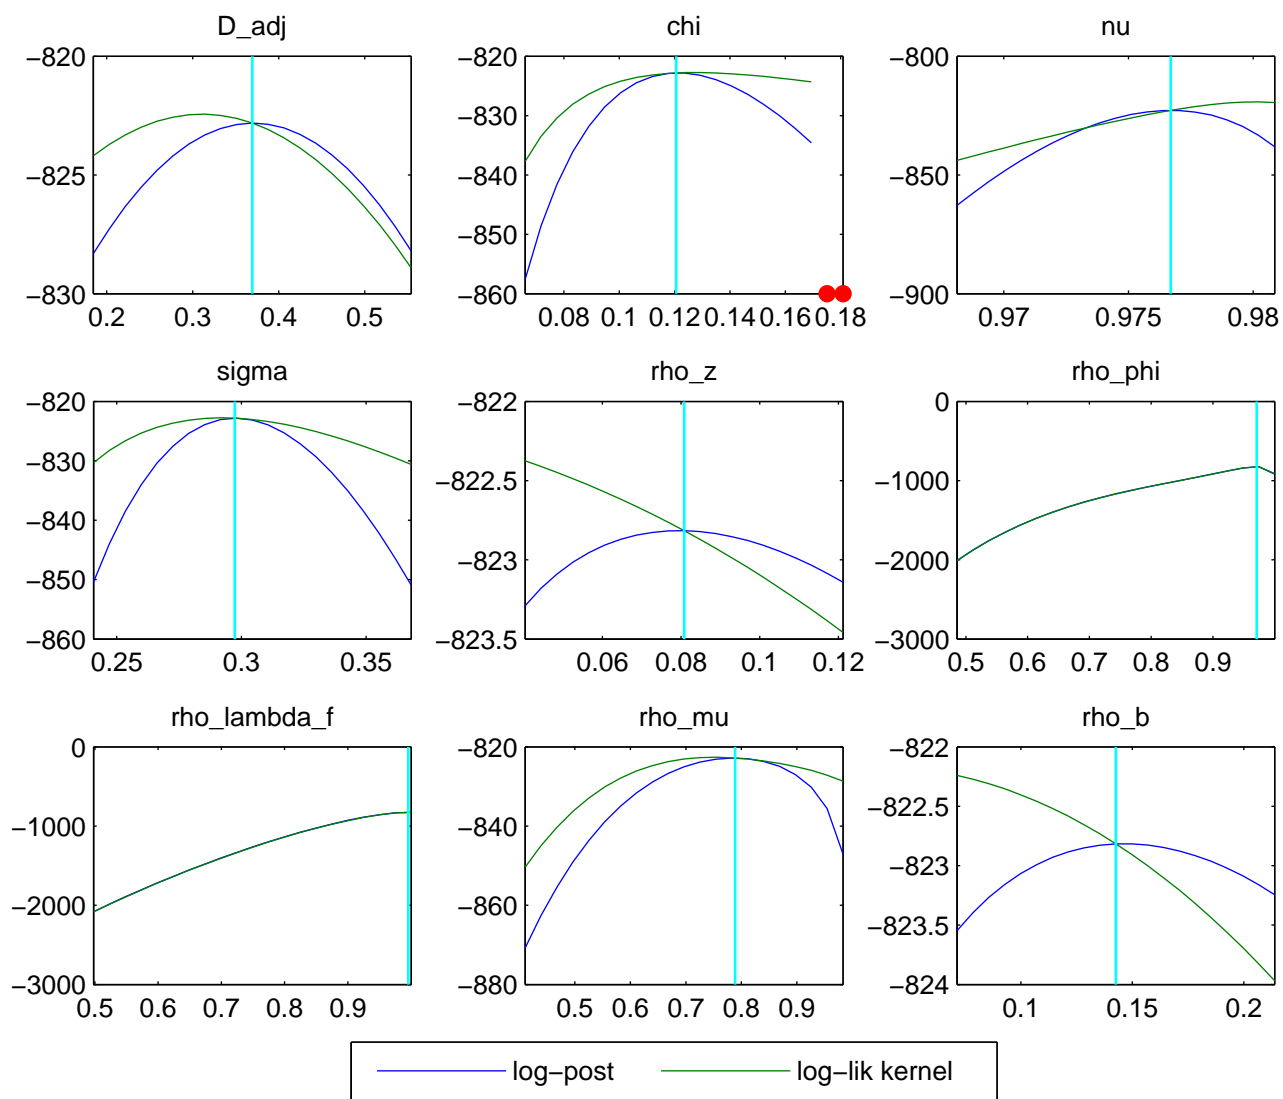 D_adj chi nu
−820 −820 −800
−825 −830 −850
−840
−850
−830 −860 −900
0.2 0.3 0.4 0.5 0.08 0.1 0.12 0.14 0.16 0.18 0.97 0.975 0.98
sigma rho_z rho_phi
−820 −822 0
−830 −822.5 −1000
−840 −823 −2000
−850
−860 −823.5 −3000
0.25 0.3 0.35 0.06 0.08 0.1 0.12 0.5 0.6 0.7 0.8 0.9
rho_lambda_f rho_mu rho_b
0 −820 −822
−1000 −840 −822.5
−823
−2000 −860 −823.5
−3000 −880 −824
0.5 0.6 0.7 0.8 0.9 0.5 0.6 0.7 0.8 0.9 0.1 0.15 0.2
log−post log−lik kernel